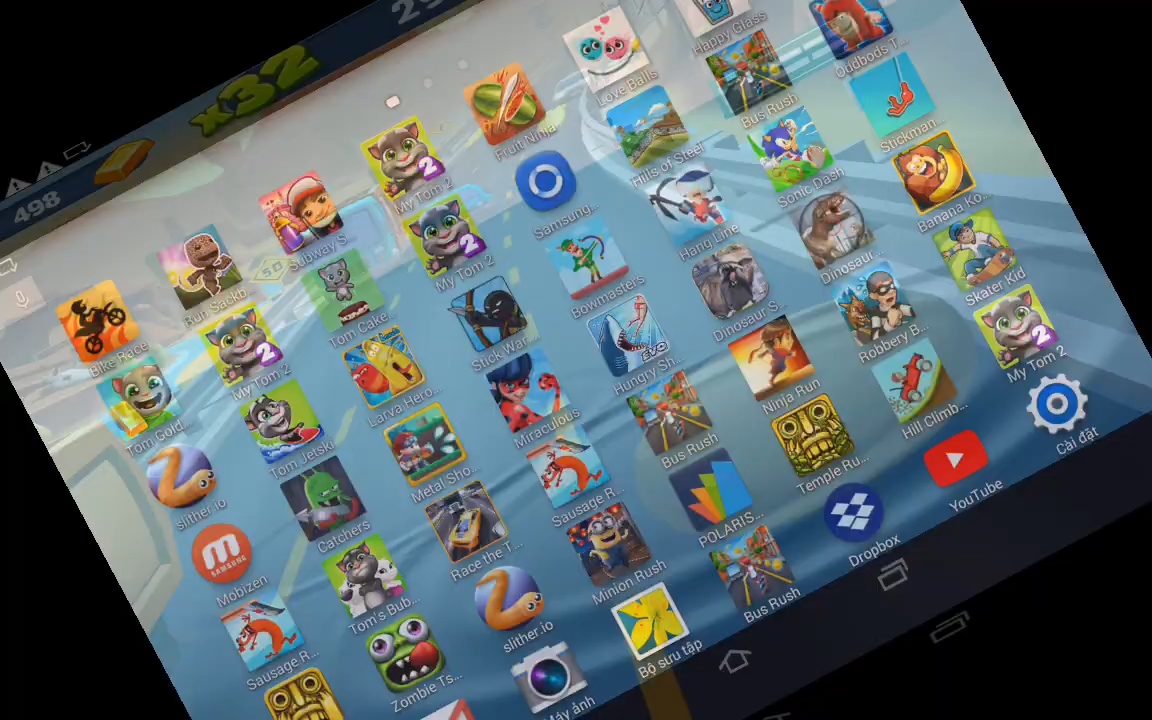 29
x32
498
Happy Glass
Oddbods T...
Love Balls
Bus Rush
Stickman...
Fruit Ninja
Hills of Steel
Sonic Dash
Banana Ko...
My Tom 2
Samsung...
Hang Line
Dinosaur...
Skater Kid
Subway S...
My Tom 2
Bowmasters
Dinosaur S...
Robbery B...
My Tom 2
Run Sackb...
Tom Cake...
Stick War...
Hungry Sh...
Ninja Run
Hill Climb...
Cài đặt
Bike Race
My Tom 2
Larva Hero...
Miraculous
Bus Rush
Temple Ru...
YouTube
Tom Gold...
Tom Jetski
Metal Sho...
Sausage R...
POLARIS...
Dropbox
slither.io
Catchers
Race the T...
Minion Rush
Bus Rush
Mobizen
Tom's Bub...
slither.io
Bộ sưu tập
Sausage R...
Zombie Ts...
Máy ảnh
SAMSUNG
EVO
50